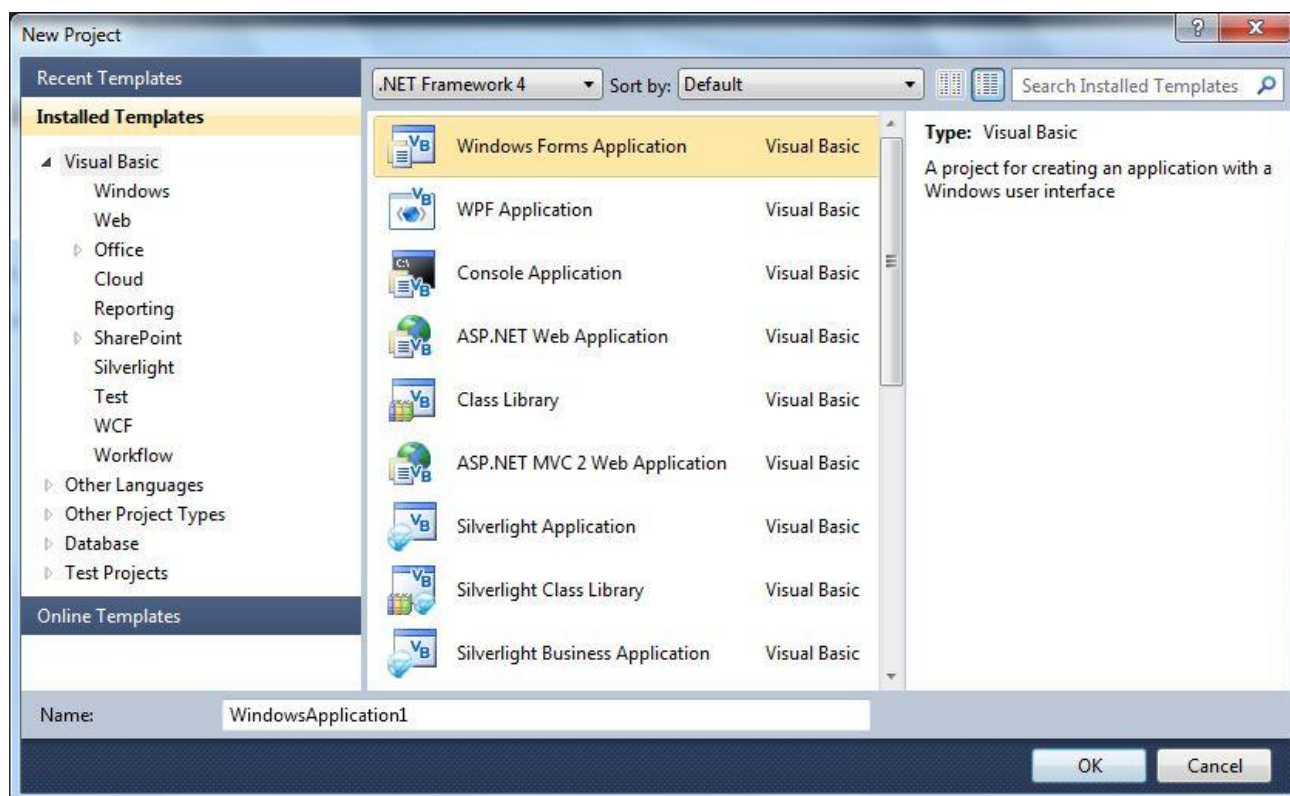 New Project
Recent Templates
Installed Templates
Visual Basic
Windows
Web
Office
Cloud
Reporting
SharePoint
Silverlight
Test
WCF
Workflow
Other Languages
Other Project Types
Database
Test Projects
Online Templates
.NET Framework 4 Sort by: Default Search Installed Templates
Windows Forms Application Visual Basic
WPF Application Visual Basic
Console Application Visual Basic
ASP.NET Web Application Visual Basic
Class Library Visual Basic
ASP.NET MVC 2 Web Application Visual Basic
Silverlight Application Visual Basic
Silverlight Class Library Visual Basic
Silverlight Business Application Visual Basic
Type: Visual Basic
A project for creating an application with a
Windows user interface
Name: WindowsApplication1
OK Cancel